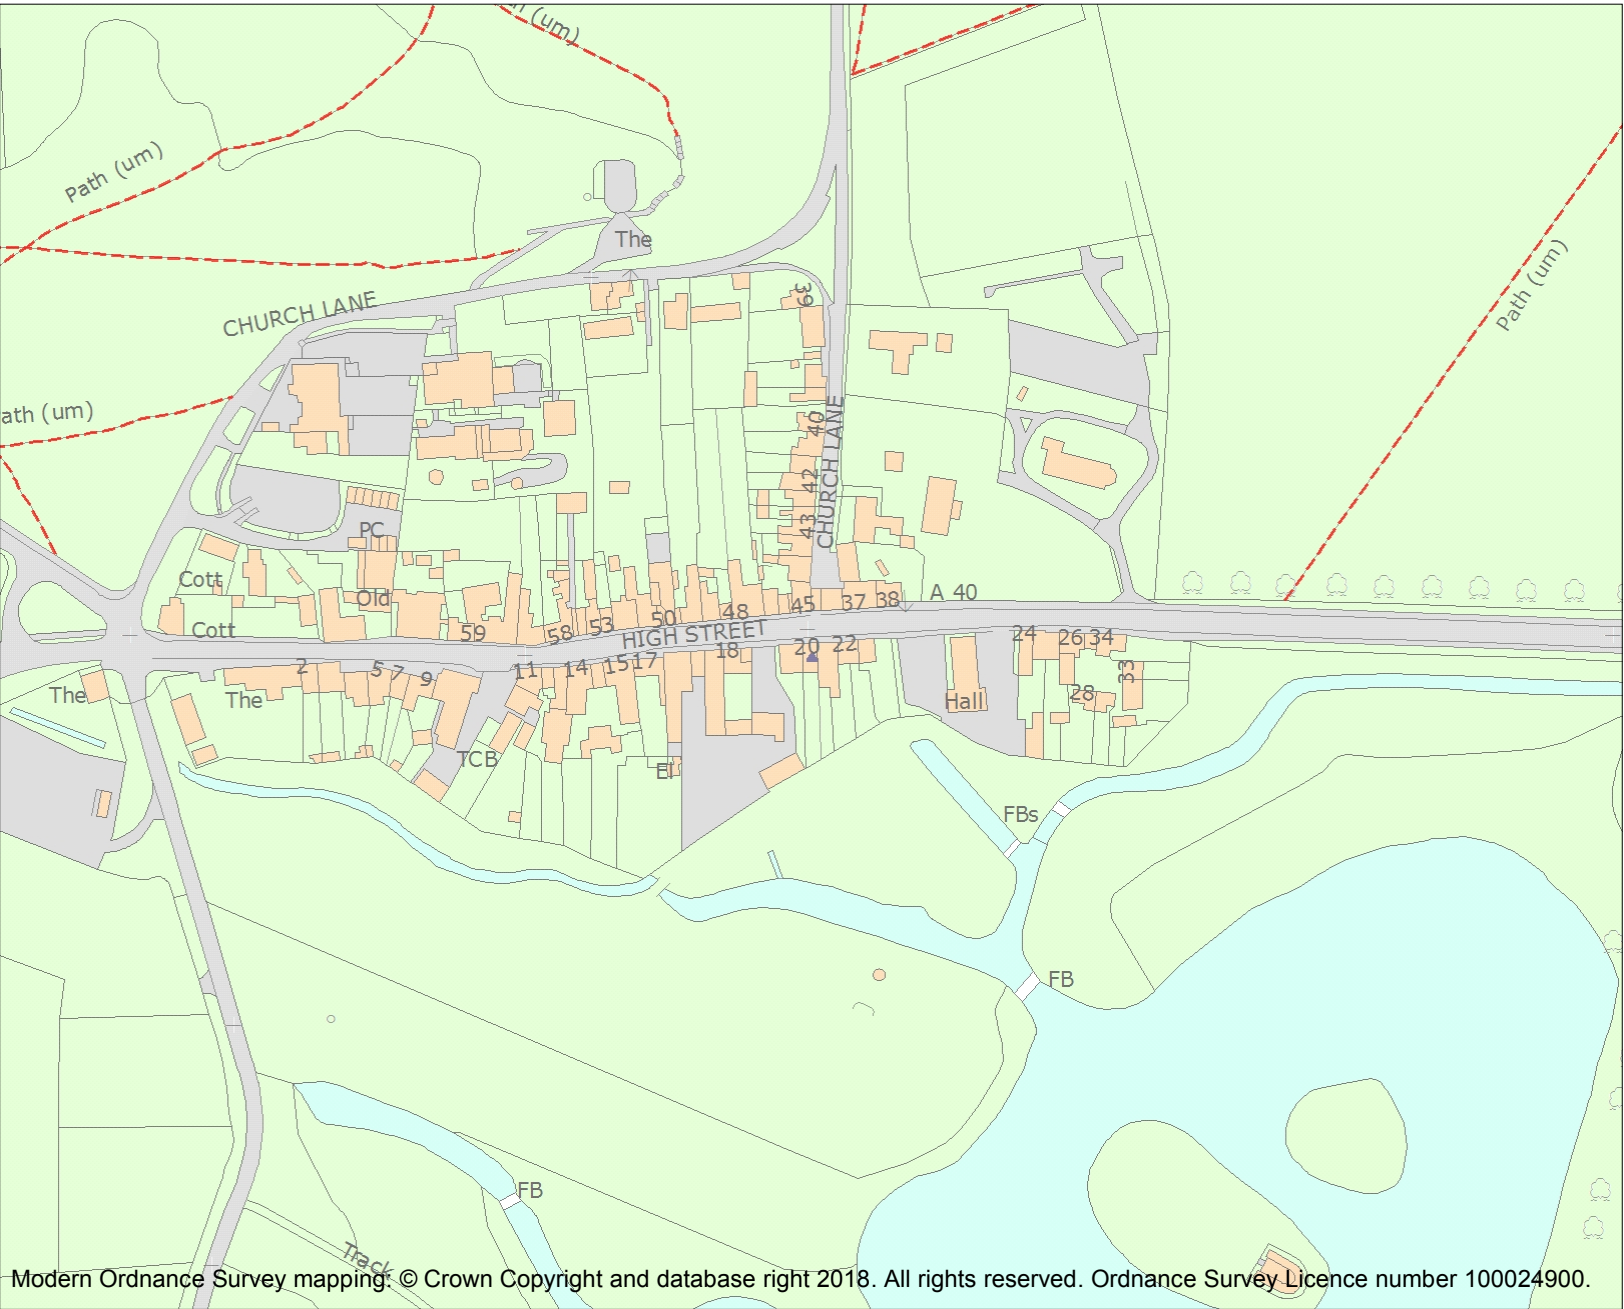 h (um)
Path (um)
The
Path (um)
39
CHURCH LANE
ath (um)
40
CHURCH LANE
42
43
PC
Cott
Old
A 40
Cott
59
58
53
50
48
45
37
38
HIGH STREET
2
5
7
9
11
14
15
17
18
20
22
24
26
34
33
28
The
The
Hall
TCB
El
FBs
FB
FB
Track
Modern Ordnance Survey mapping: © Crown Copyright and database right 2018. All rights reserved. Ordnance Survey Licence number 100024900.